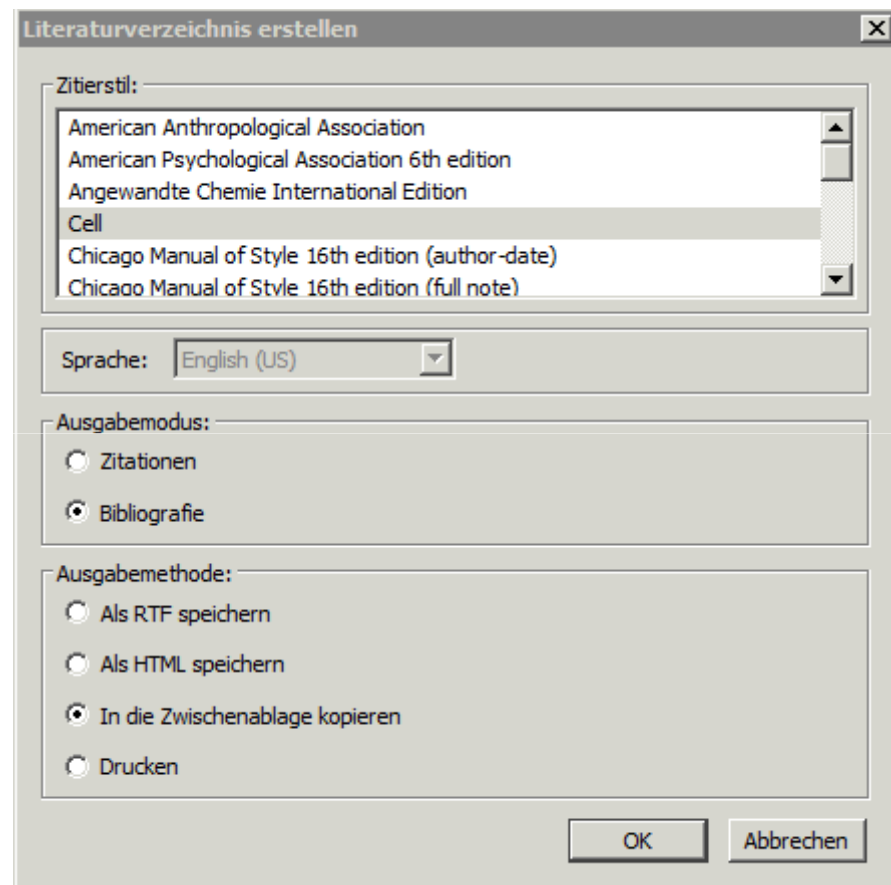 Literaturverzeichnis erstellen
Zitierstil:
American Anthropological Association
American Psychological Association 6th edition
Angewandte Chemie International Edition
Cell
Chicago Manual of Style 16th edition (author-date)
Chicago Manual of Style 16th edition (full note)
Sprache: English (US)
Ausgabemodus:
Zitationen
Bibliografie
Ausgabemethode:
Als RTF speichern
Als HTML speichern
In die Zwischenablage kopieren
Drucken
OK Abbrechen